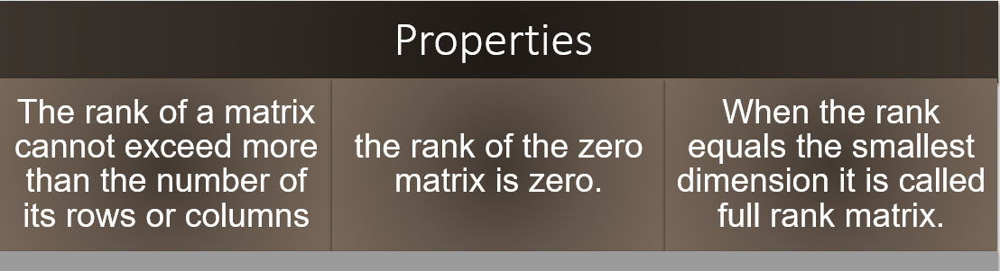 Properties
The rank of a matrix
cannot exceed more
than the number of
its rows or columns
the rank of the zero
matrix is zero.
When the rank
equals the smallest
dimension it is called
full rank matrix.